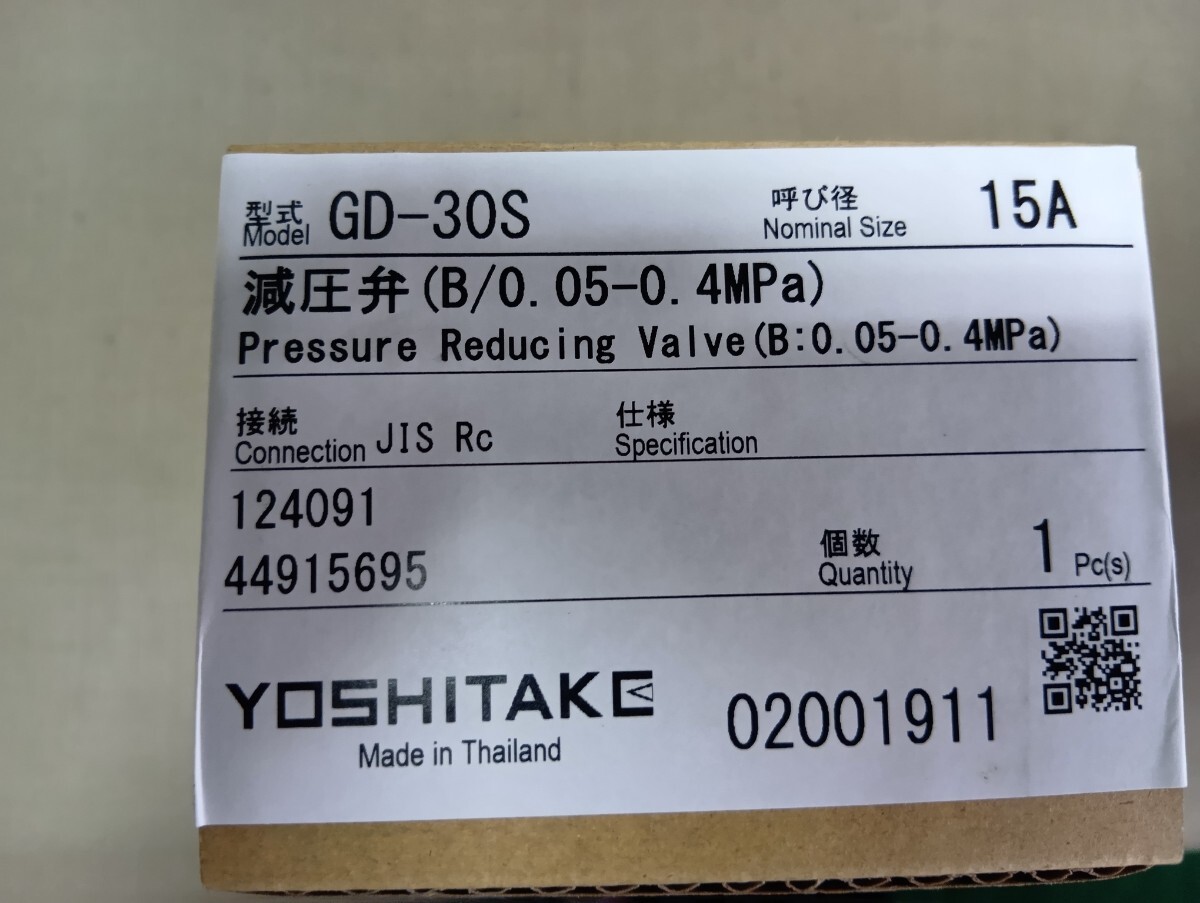 型式 GD-30S 呼び径 15A
Model Nominal Size
減圧弁(B/0.05-0.4MPa)
Pressure Reducing Valve(B:0.05-0.4MPa)
接続 JIS Rc 仕様
Connection Specification
124091
44915695 個数 1 Pc(s)
Quantity
YOSHITAKE 02001911
Made in Thailand